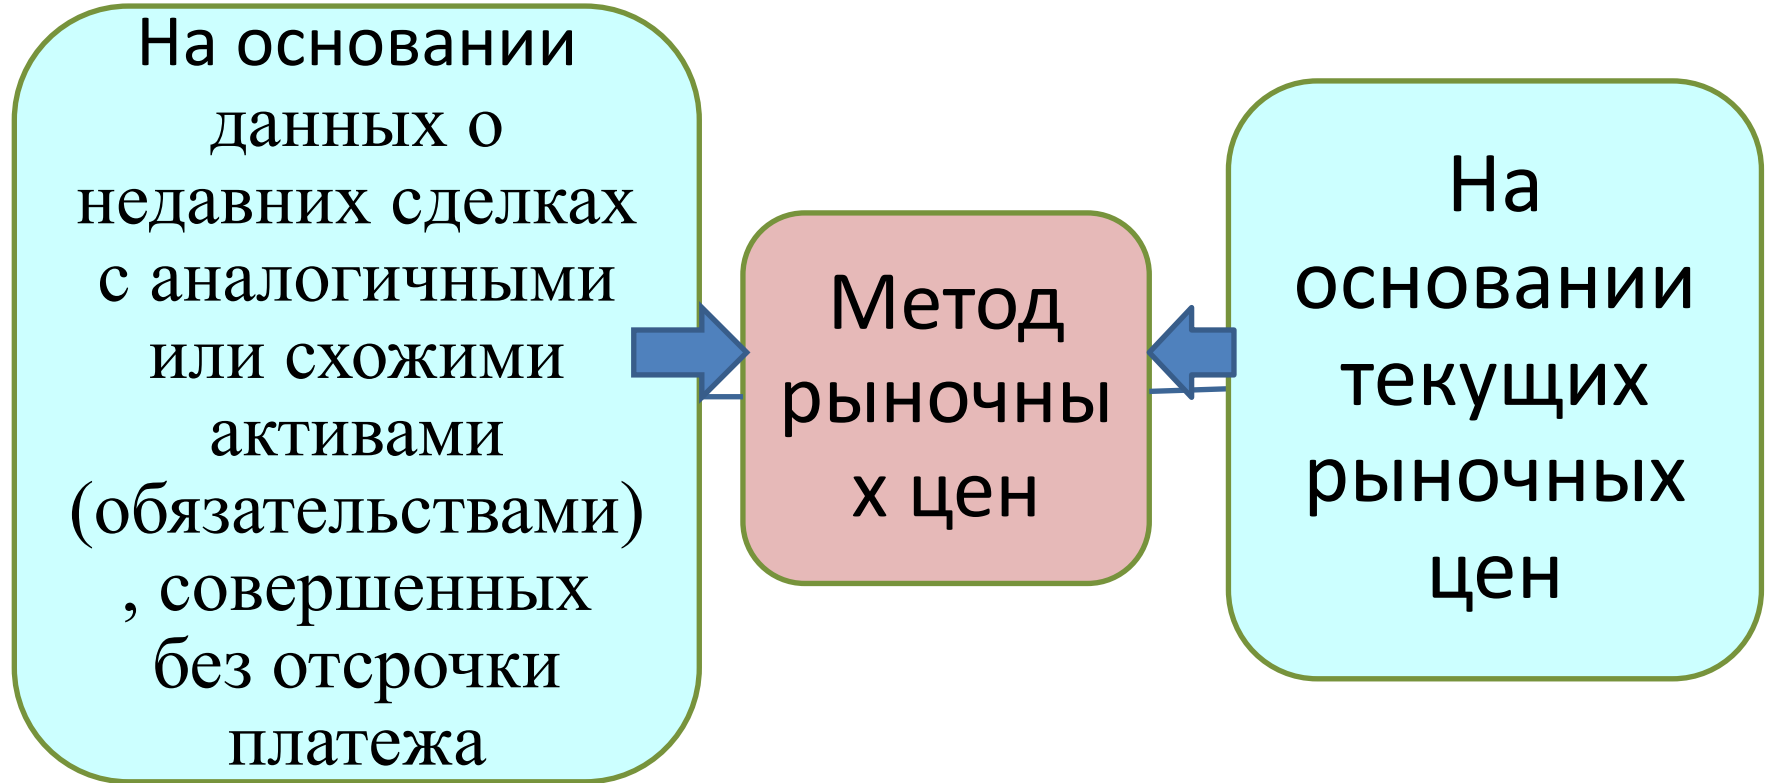 На основании
данных о
недавних сделках
с аналогичными
или схожими
активами
(обязательствами)
, совершенных
без отсрочки
платежа
Метод
рыночны
х цен
На
основании
текущих
рыночных
цен